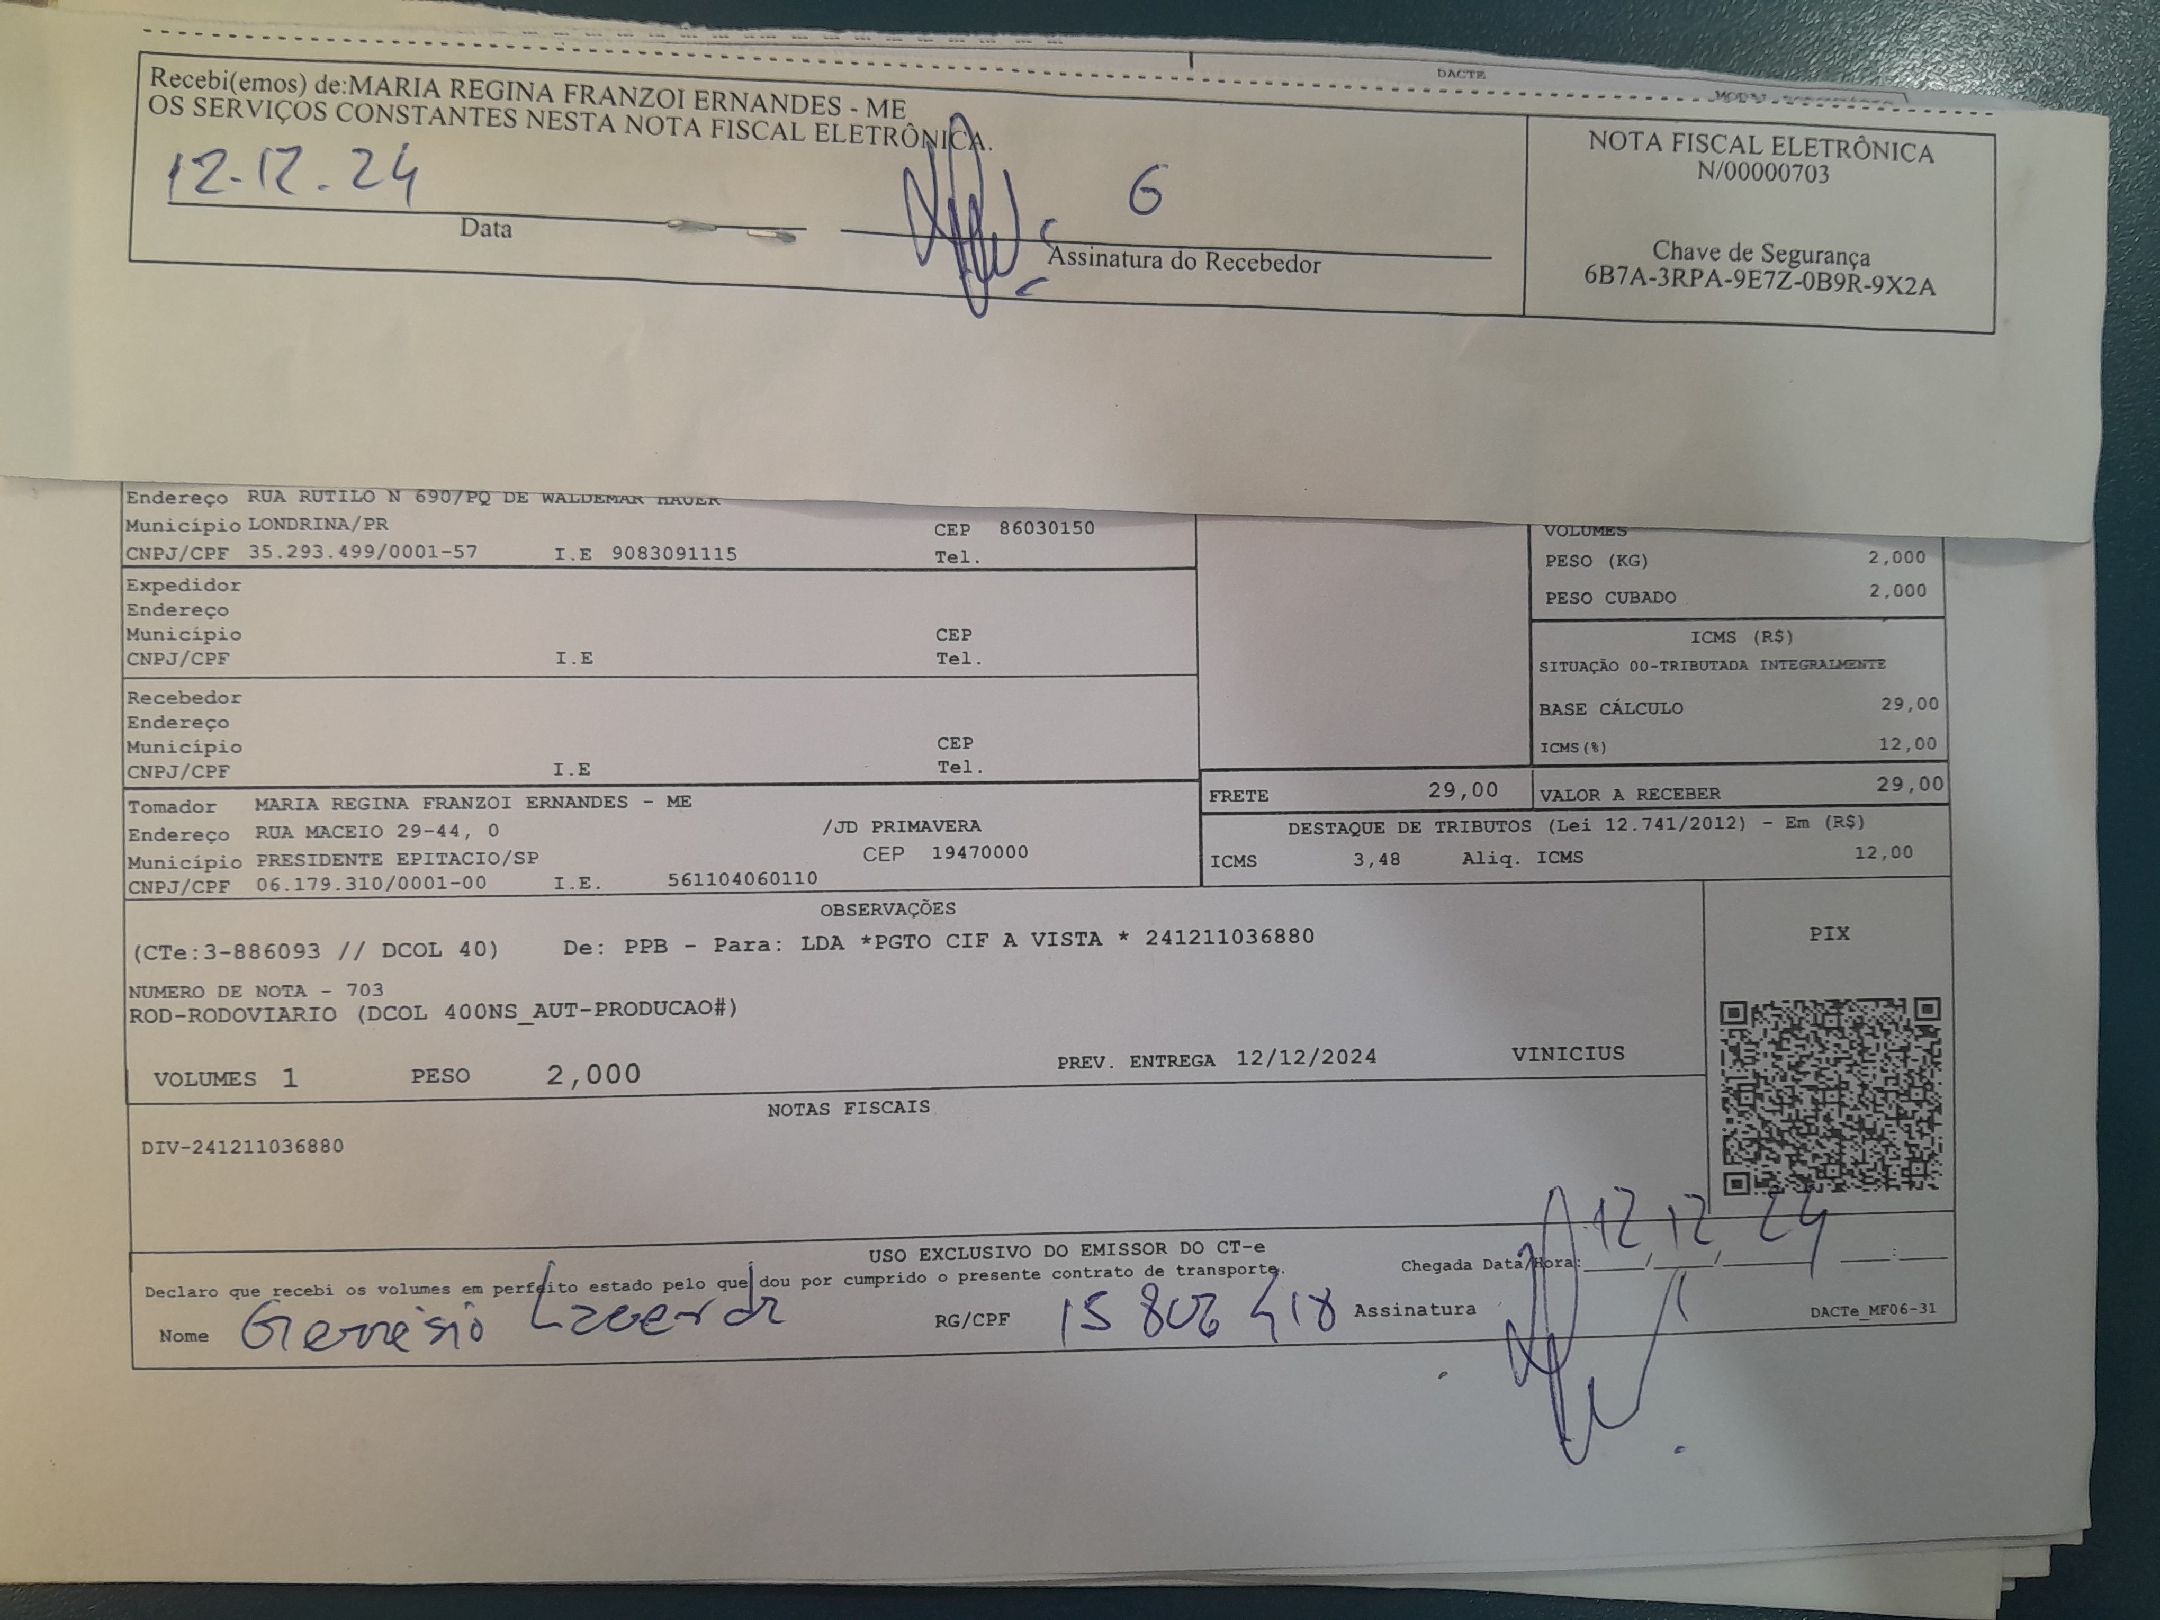 DACTE
Recebi(emos) de:MARIA REGINA FRANZOI ERNANDES - ME
OS SERVIÇOS CONSTANTES NESTA NOTA FISCAL ELETRÔNICA.
12.12.24
Data
6
Assinatura do Recebedor
NOTA FISCAL ELETRÔNICA
N/00000703
Chave de Segurança
6B7A-3RPA-9E7Z-0B9R-9X2A
Endereço RUA RUTILO N 690/PQ DE WALDEMAR HAUER
Município LONDRINA/PR CEP 86030150
CNPJ/CPF 35.293.499/0001-57 I.E 9083091115 Tel.
Expedidor
Endereço
Município CEP
CNPJ/CPF I.E Tel.
Recebedor
Endereço
Município CEP
CNPJ/CPF I.E Tel.
Tomador MARIA REGINA FRANZOI ERNANDES - ME
Endereço RUA MACEIO 29-44, 0 /JD PRIMAVERA
Município PRESIDENTE EPITACIO/SP CEP 19470000
CNPJ/CPF 06.179.310/0001-00 I.E. 561104060110
VOLUMES
PESO (KG) 2,000
PESO CUBADO 2,000
ICMS (R$)
SITUAÇÃO 00-TRIBUTADA INTEGRALMENTE
BASE CÁLCULO 29,00
ICMS(%) 12,00
FRETE 29,00 VALOR A RECEBER 29,00
DESTAQUE DE TRIBUTOS (Lei 12.741/2012) - Em (R$)
ICMS 3,48 Aliq. ICMS 12,00
OBSERVAÇÕES
(CTe:3-886093 // DCOL 40) De: PPB - Para: LDA *PGTO CIF A VISTA * 241211036880
NUMERO DE NOTA - 703
ROD-RODOVIARIO (DCOL 400NS_AUT-PRODUCAO#)
VOLUMES 1 PESO 2,000 PREV. ENTREGA 12/12/2024 VINICIUS
PIX
NOTAS FISCAIS
DIV-241211036880
USO EXCLUSIVO DO EMISSOR DO CT-e
Declaro que recebi os volumes em perfeito estado pelo que dou por cumprido o presente contrato de transporte.
Chegada Data/Hora: 12/12/24 :
Nome Gervásio Lacerda RG/CPF 15 806 418 Assinatura
DACTe_MF06-31